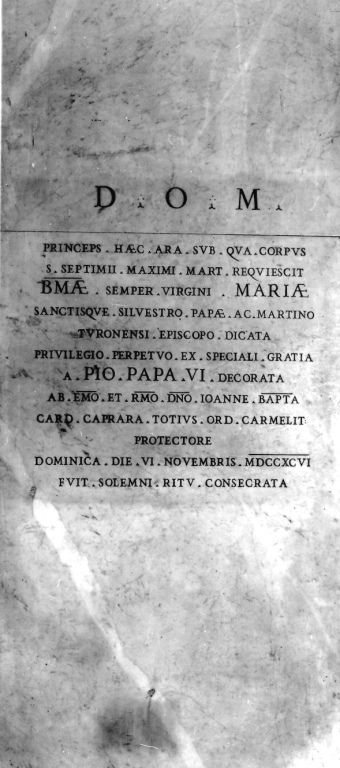 D . O . M .
PRINCEPS . HÆC . ARA . SVB . QVA . CORPVS
S . SEPTIMII . MAXIMI . MART . REQVIESCIT
BMÆ . SEMPER . VIRGINI . MARIÆ
SANCTISQVE . SILVESTRO . PAPÆ . AC . MARTINO
TVRONENSI . EPISCOPO . DICATA
PRIVILEGIO . PERPETVO . EX . SPECIALI . GRATIA
A . PIO . PAPA . VI . DECORATA
AB . EMO . ET . RMO . DNO . IOANNE . BAPTA
CARD . CAPRARA . TOTIVS . ORD . CARMELIT
PROTECTORE
DOMINICA . DIE . VI . NOVEMBRIS . MDCCXCVI
FVIT . SOLEMNI . RITV . CONSECRATA